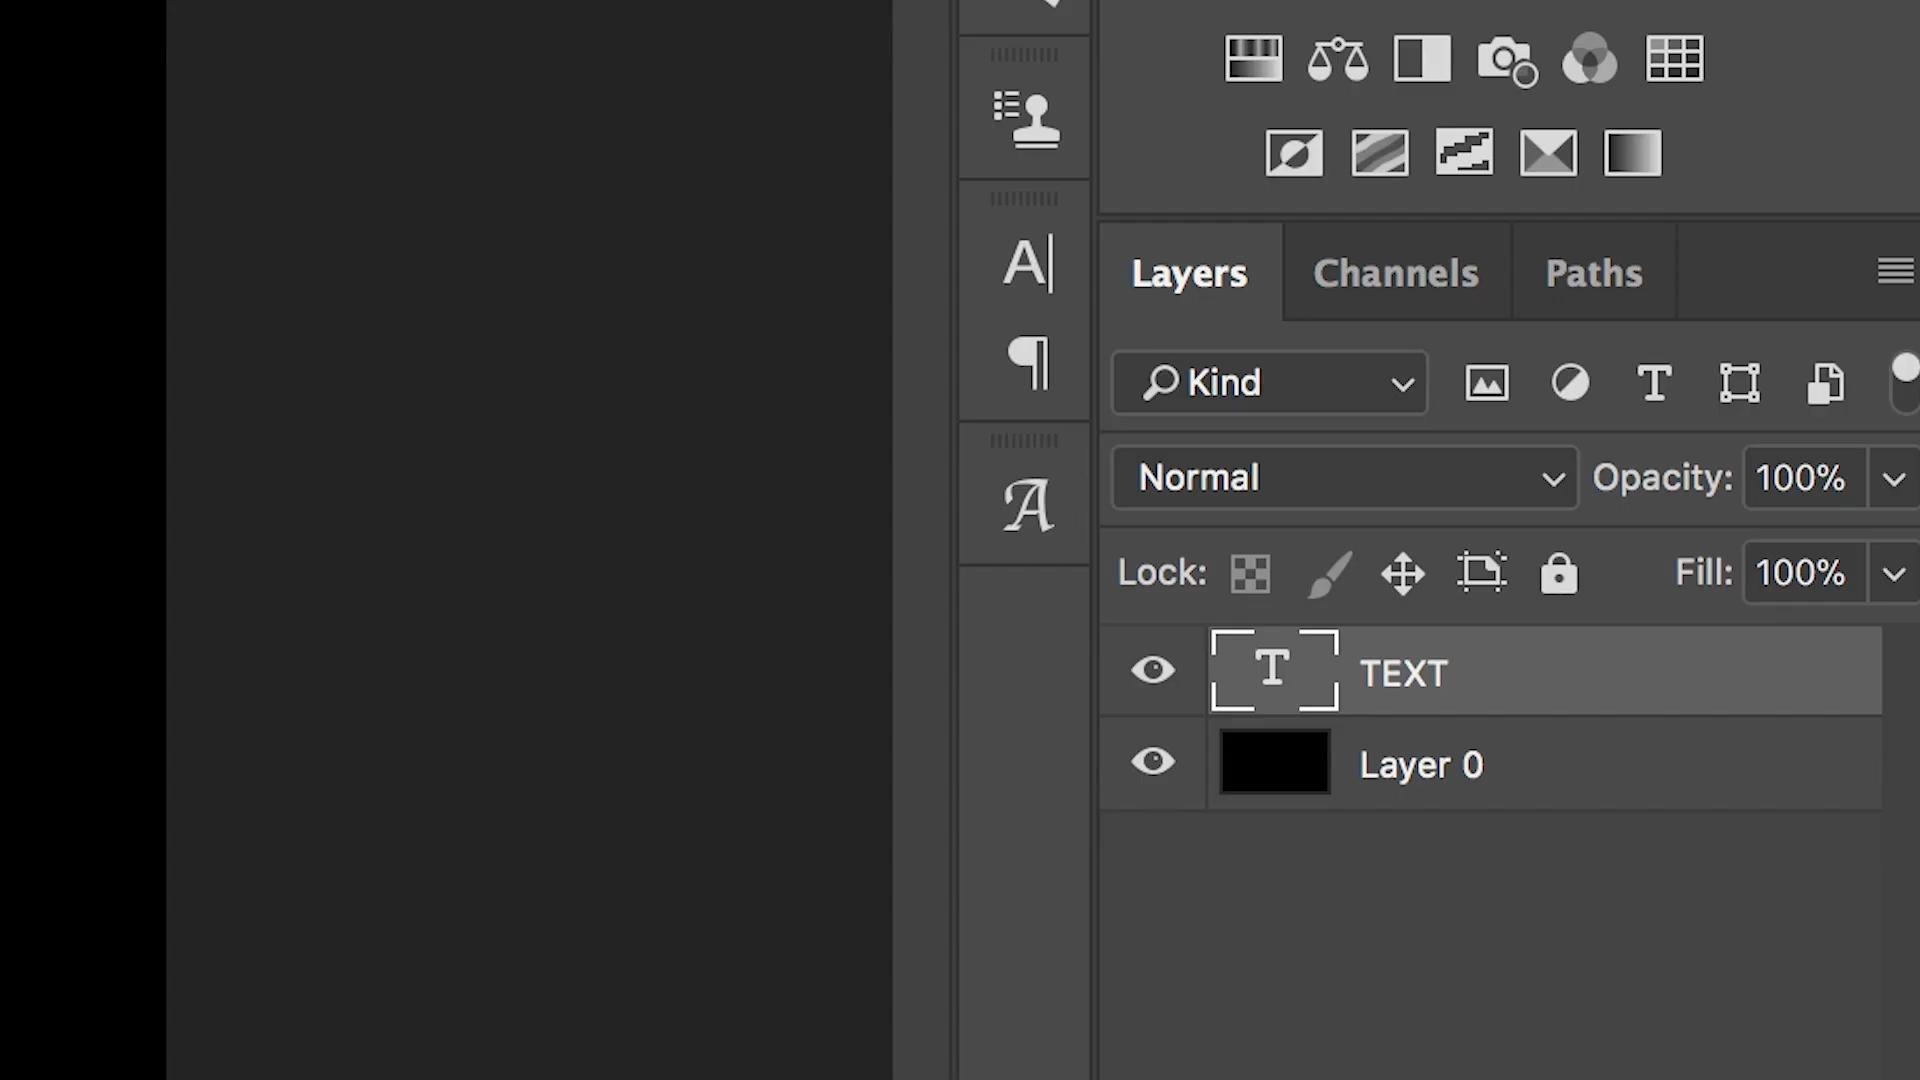 Layers Channels Paths
Kind
Normal Opacity: 100%
Lock: Fill: 100%
TEXT
Layer 0